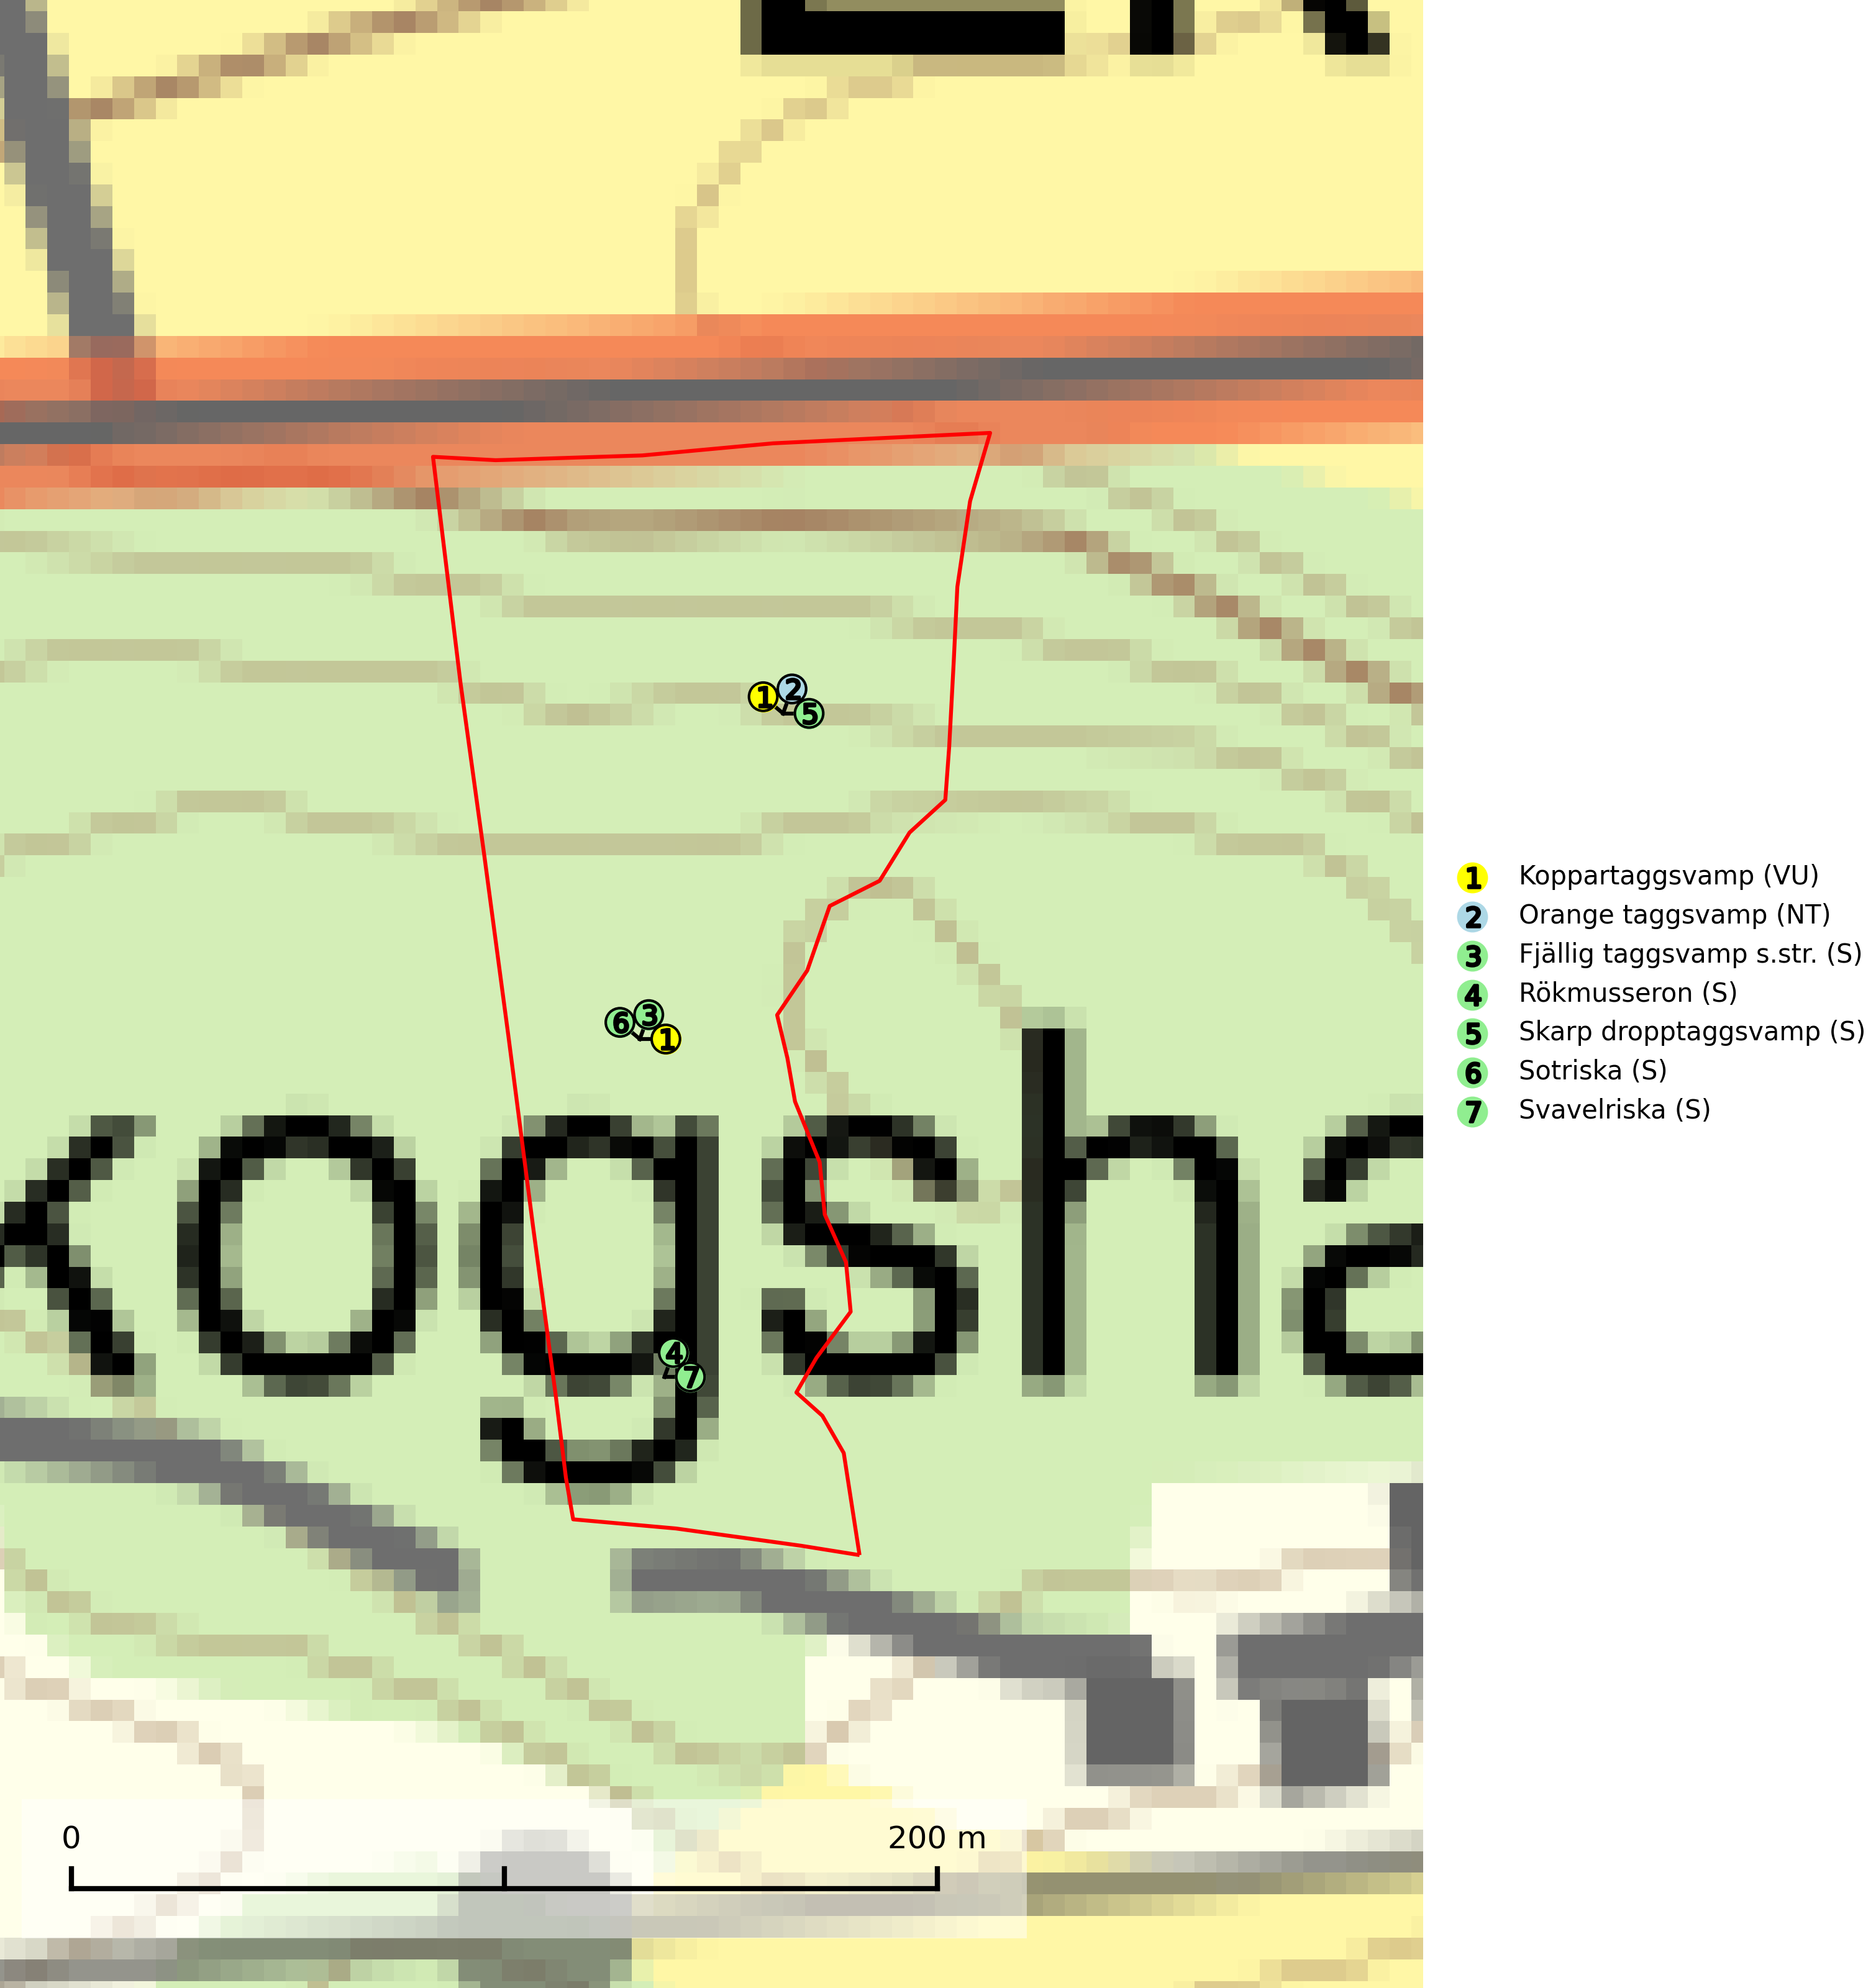 1 2 5
6 3 1
ogsha
4 7
0 200 m
1 Koppartaggsvamp (VU)
2 Orange taggsvamp (NT)
3 Fjällig taggsvamp s.str. (S)
4 Rökmusseron (S)
5 Skarp dropptaggsvamp (S)
6 Sotriska (S)
7 Svavelriska (S)